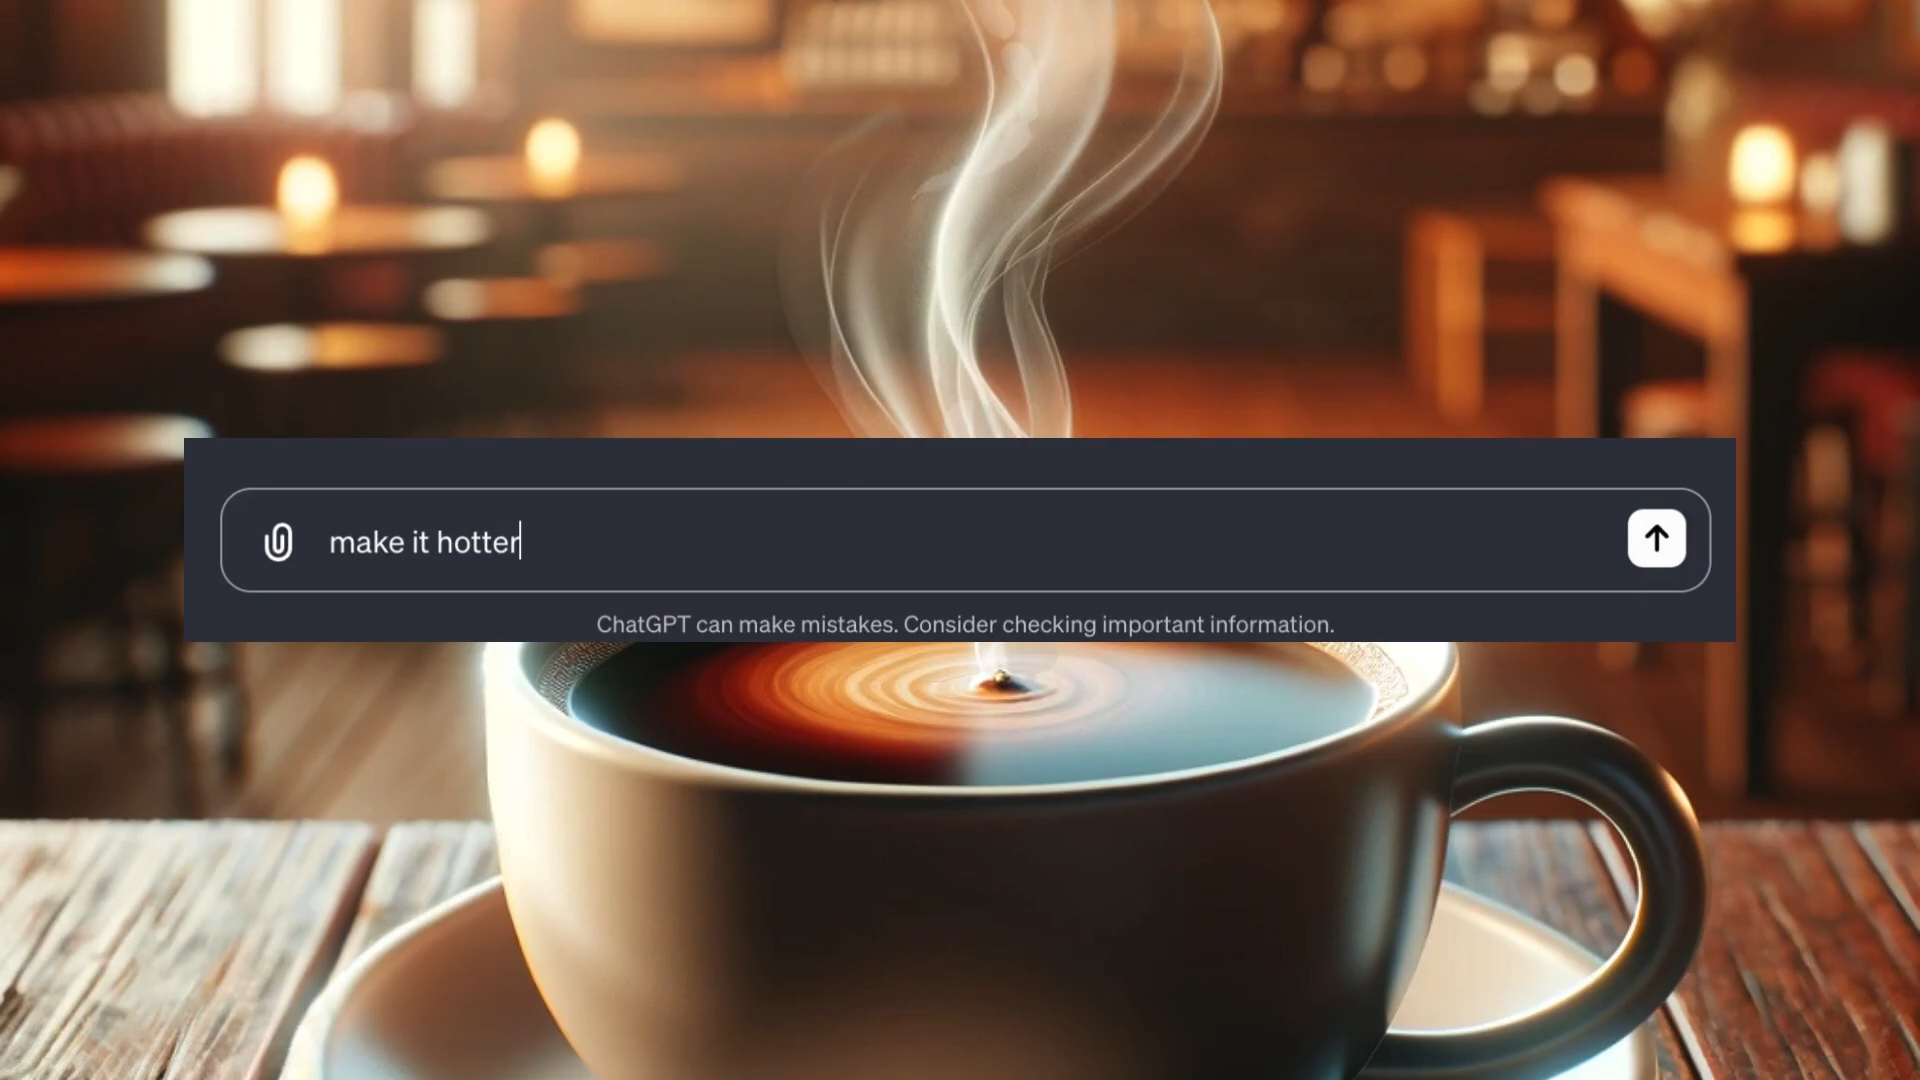 make it hotter
ChatGPT can make mistakes. Consider checking important information.